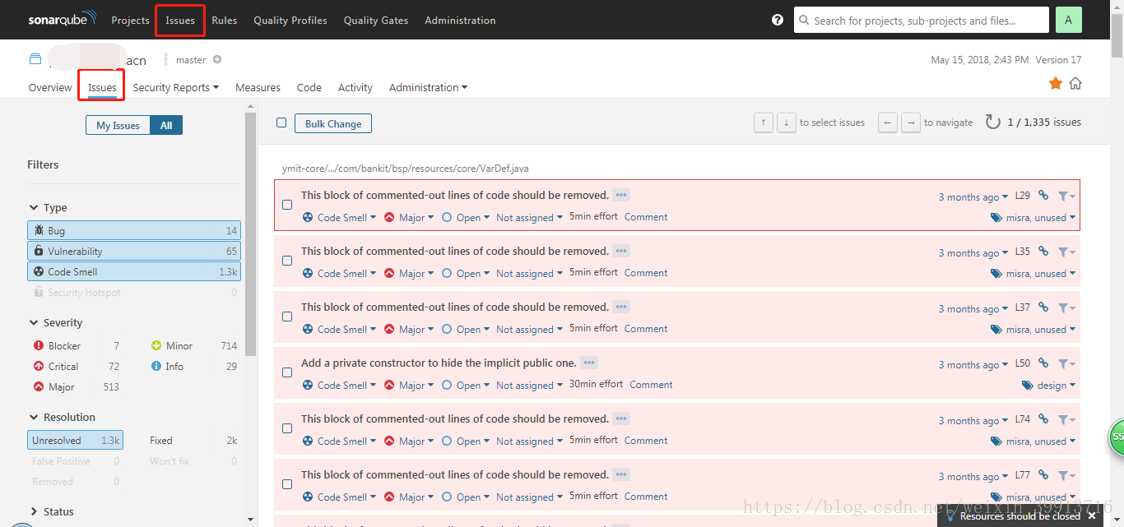 sonarqube Projects Issues Rules Quality Profiles Quality Gates Administration ? Search for projects, sub-projects and files... A
acn master May 15, 2018, 2:43 PM Version 17
Overview Issues Security Reports Measures Code Activity Administration
My Issues All Bulk Change ↑ ↓ to select issues ← → to navigate 1 / 1,335 issues
Filters
Type
Bug 14
Vulnerability 65
Code Smell 1.3k
Security Hotspot 0
Severity
Blocker 7 Minor 714
Critical 72 Info 29
Major 513
Resolution
Unresolved 1.3k Fixed 2k
False Positive 0 Won't fix 0
Removed 0
Status
ymit-core/.../com/bankit/bsp/resources/core/VarDef.java
This block of commented-out lines of code should be removed. ••• 3 months ago L29
Code Smell Major Open Not assigned 5min effort Comment misra, unused
This block of commented-out lines of code should be removed. ••• 3 months ago L35
Code Smell Major Open Not assigned 5min effort Comment misra, unused
This block of commented-out lines of code should be removed. ••• 3 months ago L37
Code Smell Major Open Not assigned 5min effort Comment misra, unused
Add a private constructor to hide the implicit public one. ••• 3 months ago L50
Code Smell Major Open Not assigned 30min effort Comment design
This block of commented-out lines of code should be removed. ••• 3 months ago L74
Code Smell Major Open Not assigned 5min effort Comment misra, unused
This block of commented-out lines of code should be removed. ••• 3 months ago L77
Code Smell Major Open Not assigned 5min effort Comment misra, unused
https://blog.csdn.net/weixin_39913716
Resources should be closed ×
55